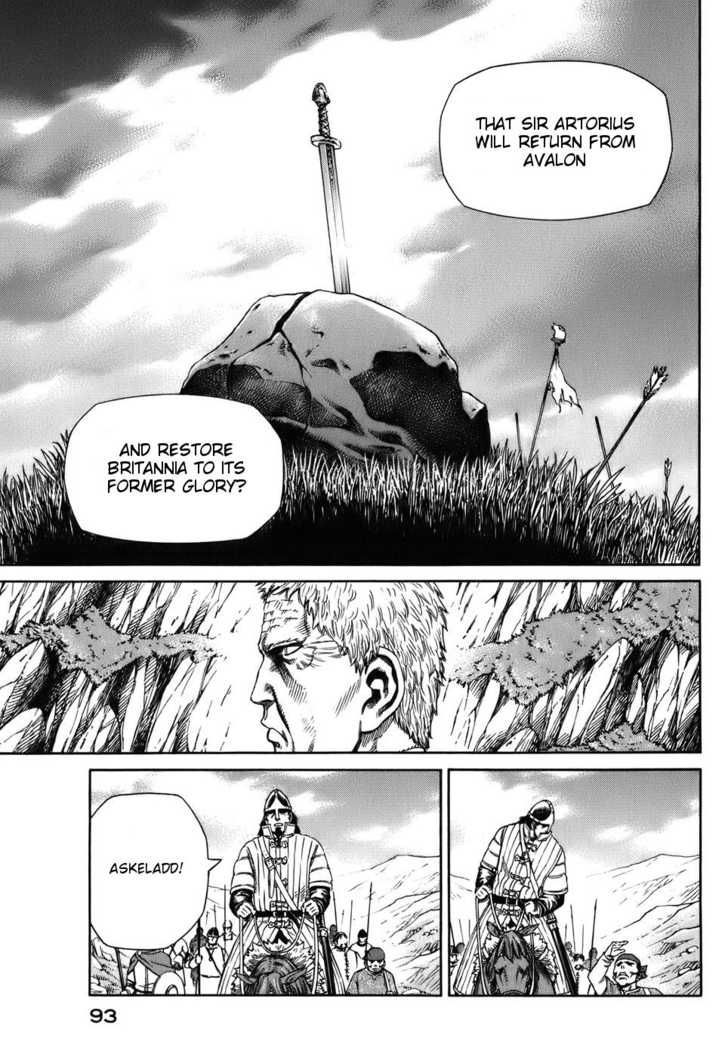 THAT SIR ARTORIUS
WILL RETURN FROM
AVALON
AND RESTORE
BRITANNIA TO ITS
FORMER GLORY?
ASKELADD!
93